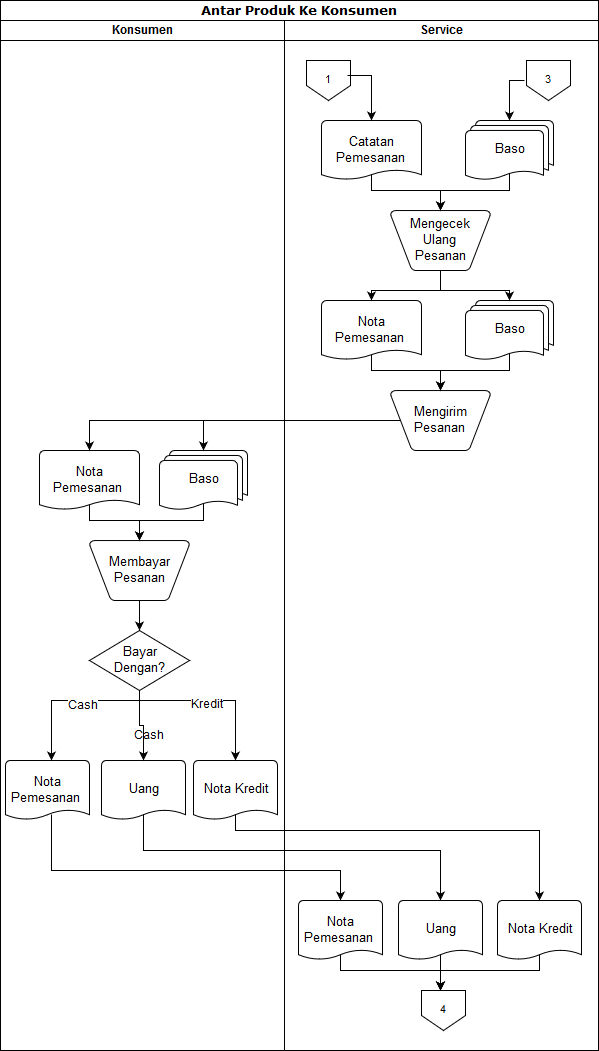 Antar Produk Ke Konsumen
Konsumen
Service
1
3
Catatan
Pemesanan
Baso
Mengecek
Ulang
Pesanan
Nota
Pemesanan
Baso
Mengirim
Pesanan
Nota
Pemesanan
Baso
Membayar
Pesanan
Bayar
Dengan?
Cash
Kredit
Cash
Nota
Pemesanan
Uang
Nota Kredit
Nota
Pemesanan
Uang
Nota Kredit
4